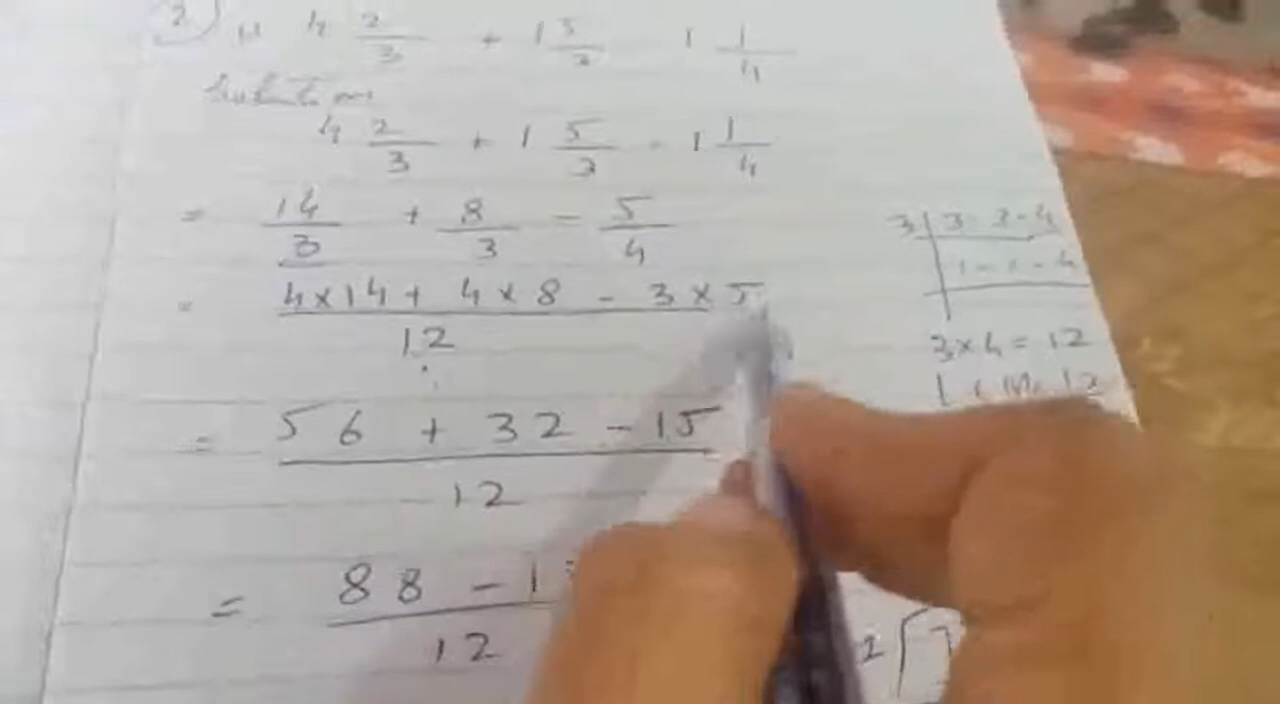 2) 4 2/3 + 1 5/3 - 1 1/4
Solution
4 2/3 + 1 5/3 - 1 1/4
= 14/3 + 8/3 - 5/4
= 4×14 + 4×8 - 3×5 / 12
= 56 + 32 - 15 / 12
= 88 - 1 / 12
3 | 3 - 3 - 4
1 - 1 - 4
3×4 = 12